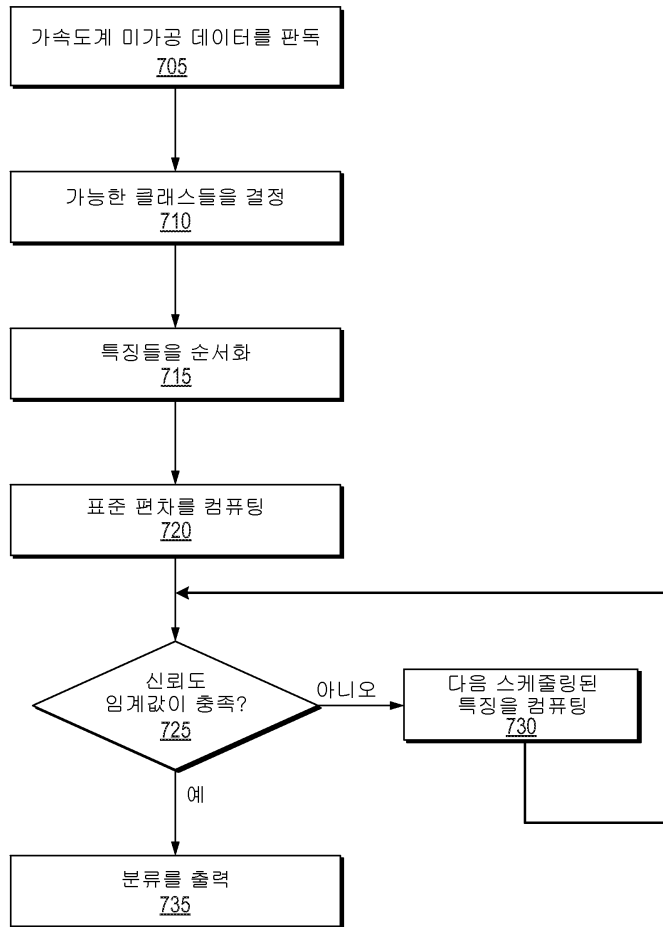 가속도계 미가공 데이터를 판독
705
가능한 클래스들을 결정
710
특징들을 순서화
715
표준 편차를 컴퓨팅
720
신뢰도
임계값이 충족?
725
아니오
다음 스케줄링된
특징을 컴퓨팅
730
예
분류를 출력
735